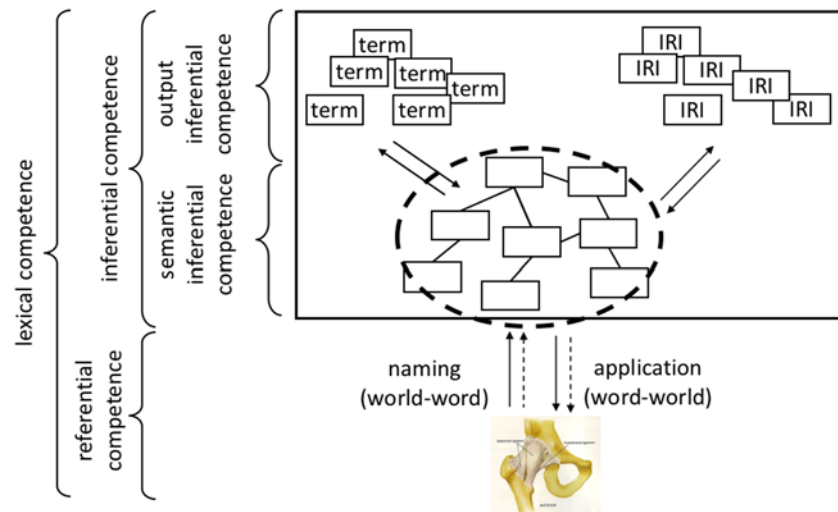 lexical competence
inferential competence
referential
competence
output
inferential
competence
semantic
inferential
competence
term
term
term
term
term
term
IRI
IRI
IRI
IRI
IRI
IRI
naming
(world-word)
application
(word-world)